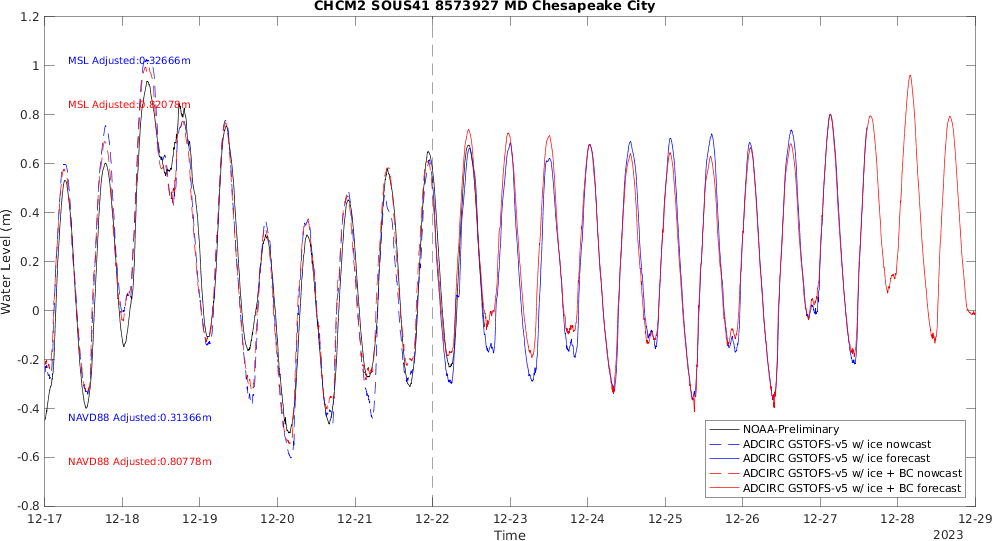 CHCM2 SOUS41 8573927 MD Chesapeake City
1.2
1
0.8
0.6
0.4
0.2
0
-0.2
-0.4
-0.6
-0.8
Water Level (m)
MSL Adjusted:0.32666m
MSL Adjusted:0.82078m
NAVD88 Adjusted:0.31366m
NAVD88 Adjusted:0.80778m
NOAA-Preliminary
ADCIRC GSTOFS-v5 w/ ice nowcast
ADCIRC GSTOFS-v5 w/ ice forecast
ADCIRC GSTOFS-v5 w/ ice + BC nowcast
ADCIRC GSTOFS-v5 w/ ice + BC forecast
12-17 12-18 12-19 12-20 12-21 12-22 12-23 12-24 12-25 12-26 12-27 12-28 12-29
Time
2023